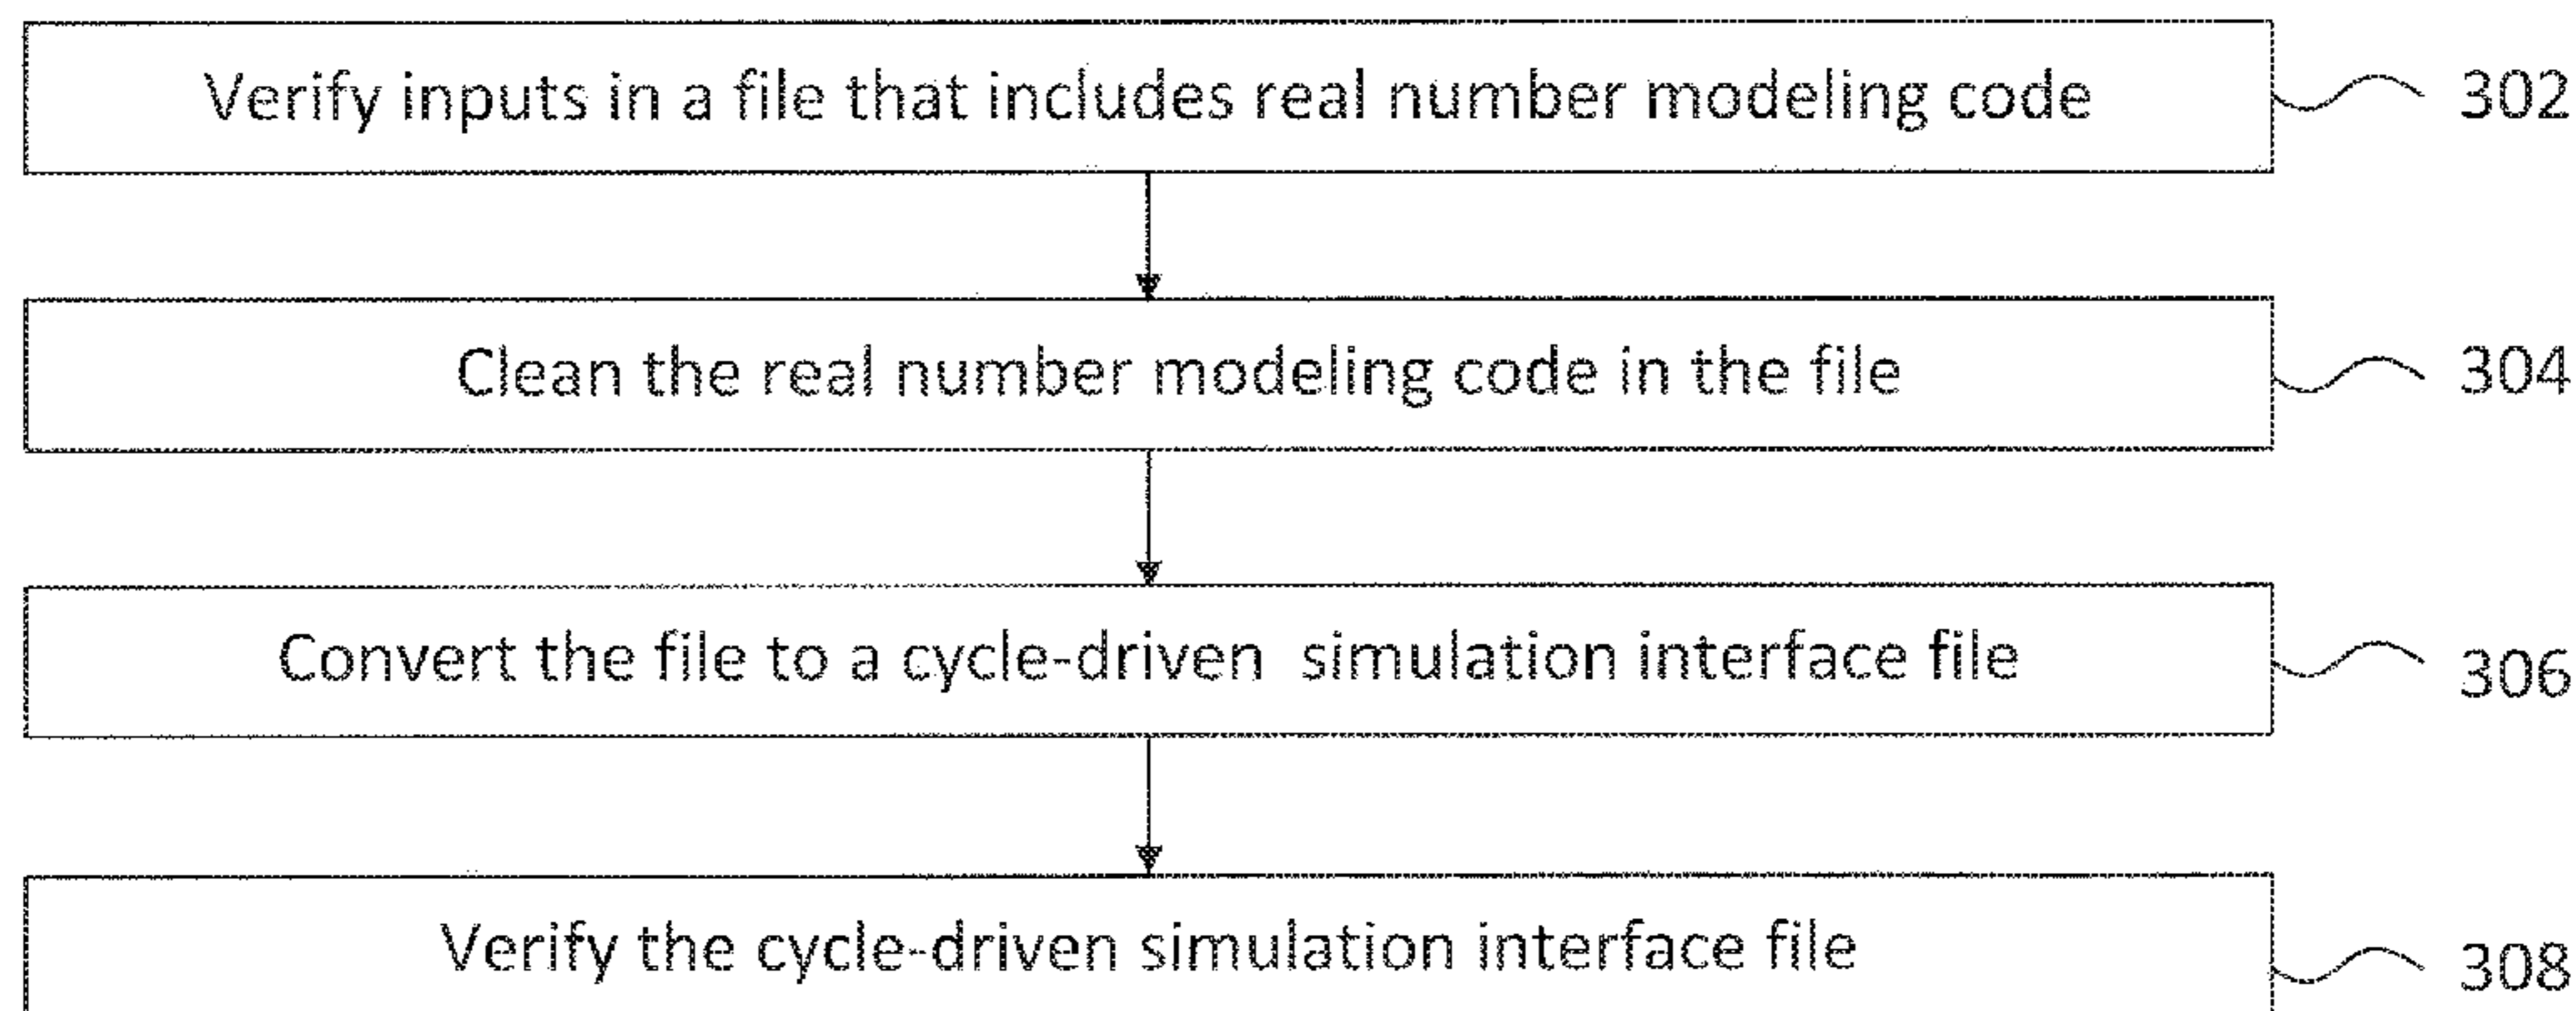 Verify inputs in a file that includes real number modeling code 302
Clean the real number modeling code in the file 304
Convert the file to a cycle-driven simulation interface file 306
Verify the cycle-driven simulation interface file 308